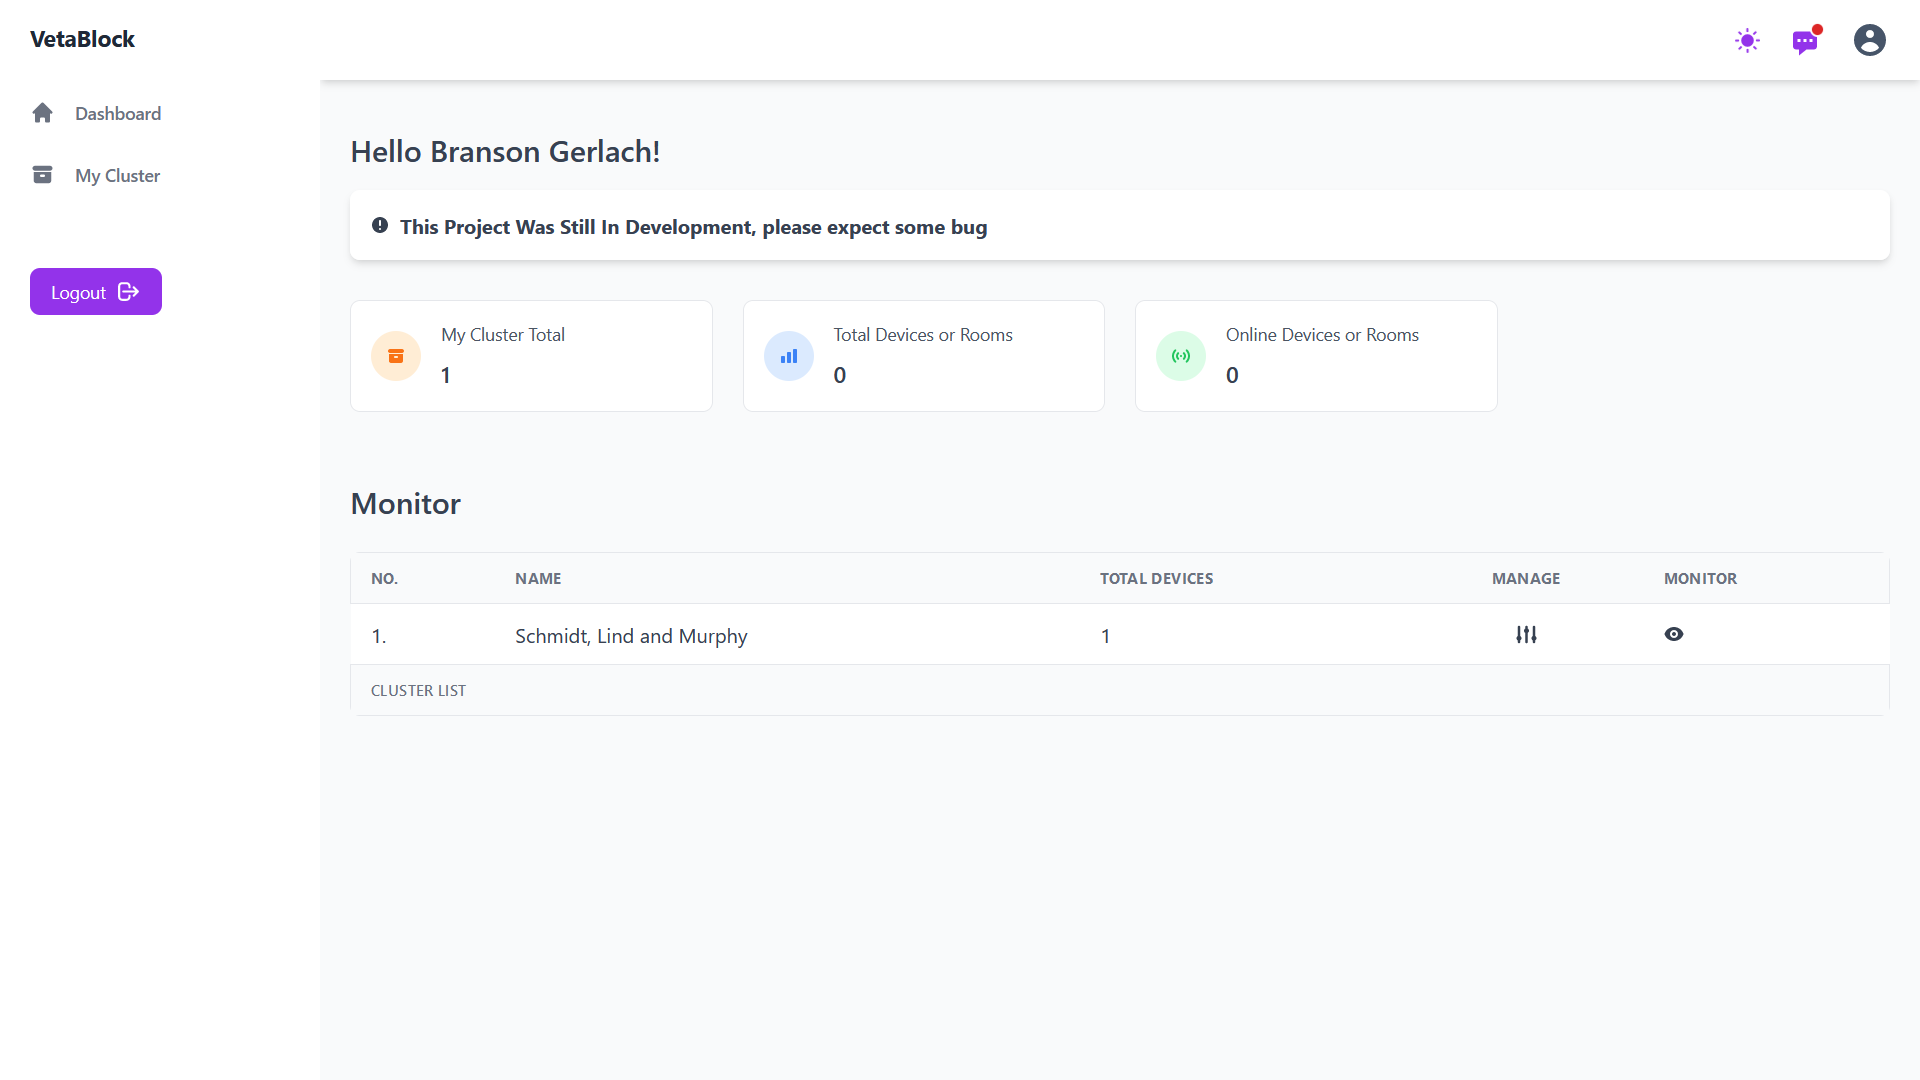 VetaBlock
Dashboard
My Cluster
Logout
Hello Branson Gerlach!
This Project Was Still In Development, please expect some bug
My Cluster Total
1
Total Devices or Rooms
0
Online Devices or Rooms
0
Monitor
NO. NAME TOTAL DEVICES MANAGE MONITOR
1. Schmidt, Lind and Murphy 1
CLUSTER LIST